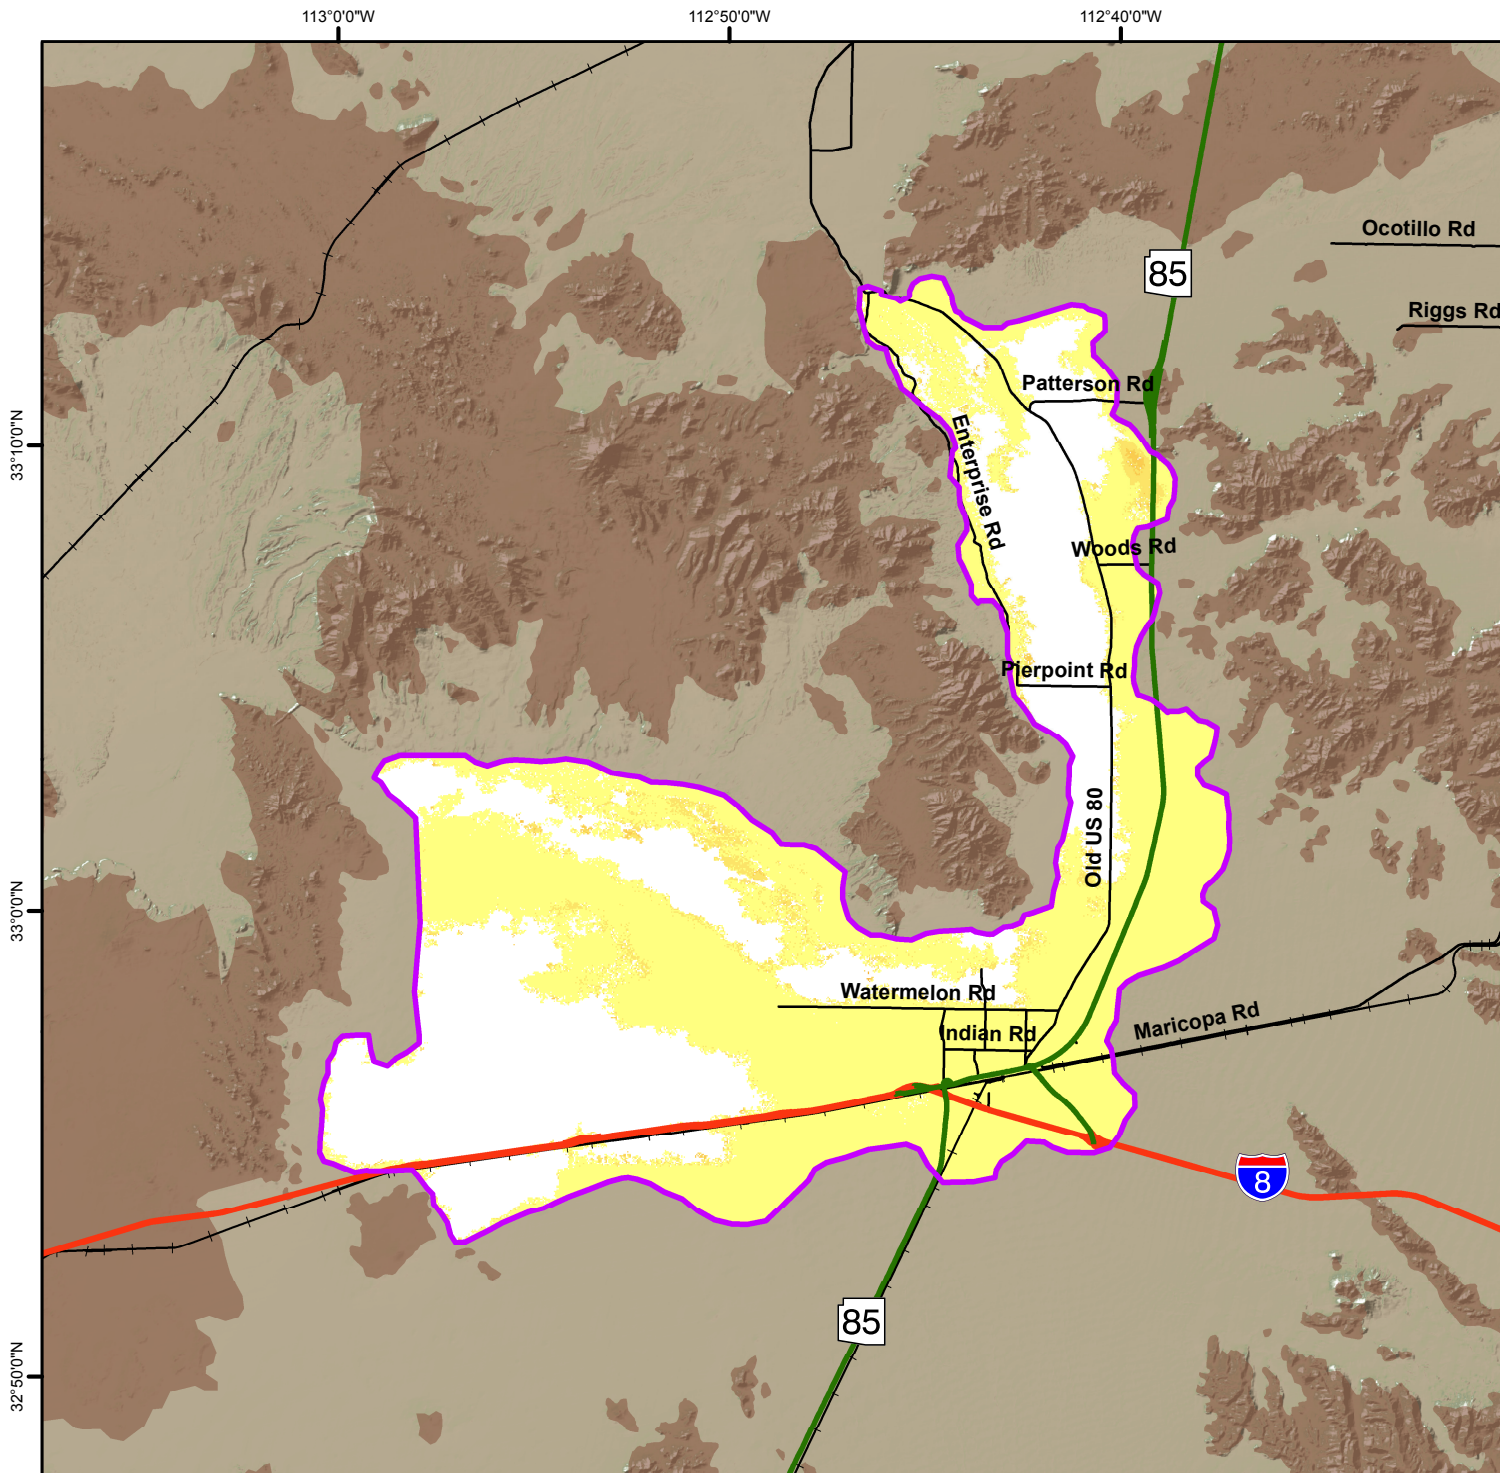 113°0'0"W
112°50'0"W
112°40'0"W
Ocotillo Rd
85
Riggs Rd
Patterson Rd
33°10'0"N
Enterprise Rd
Woods Rd
Pierpoint Rd
Old US 80
33°0'0"N
Watermelon Rd
Maricopa Rd
Indian Rd
8
85
32°50'0"N